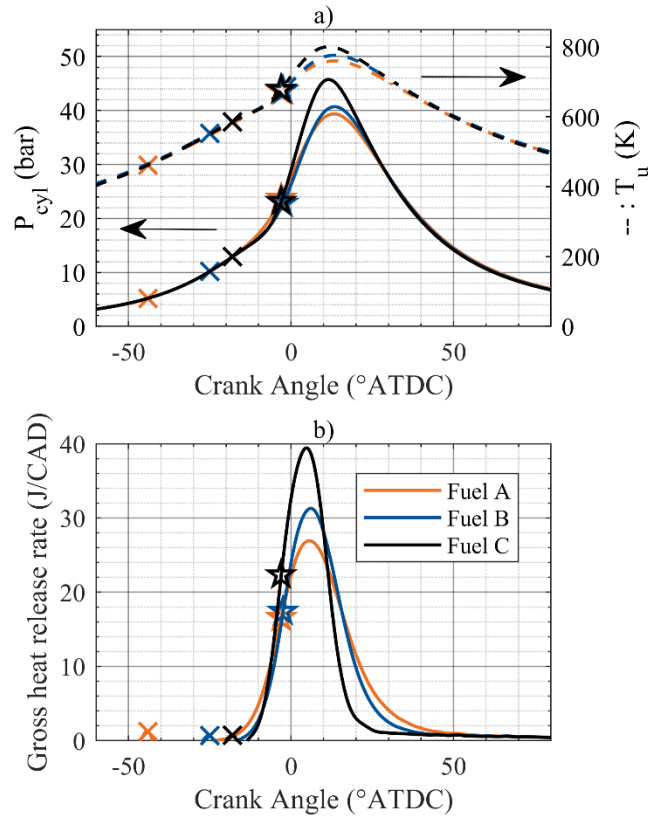 a)
50
40
30
20
10
0
P_cyl (bar)
800
600
400
200
0
-- : T_u (K)
-50
0
50
Crank Angle (°ATDC)
b)
40
30
20
10
0
Gross heat release rate (J/CAD)
Fuel A
Fuel B
Fuel C
-50
0
50
Crank Angle (°ATDC)